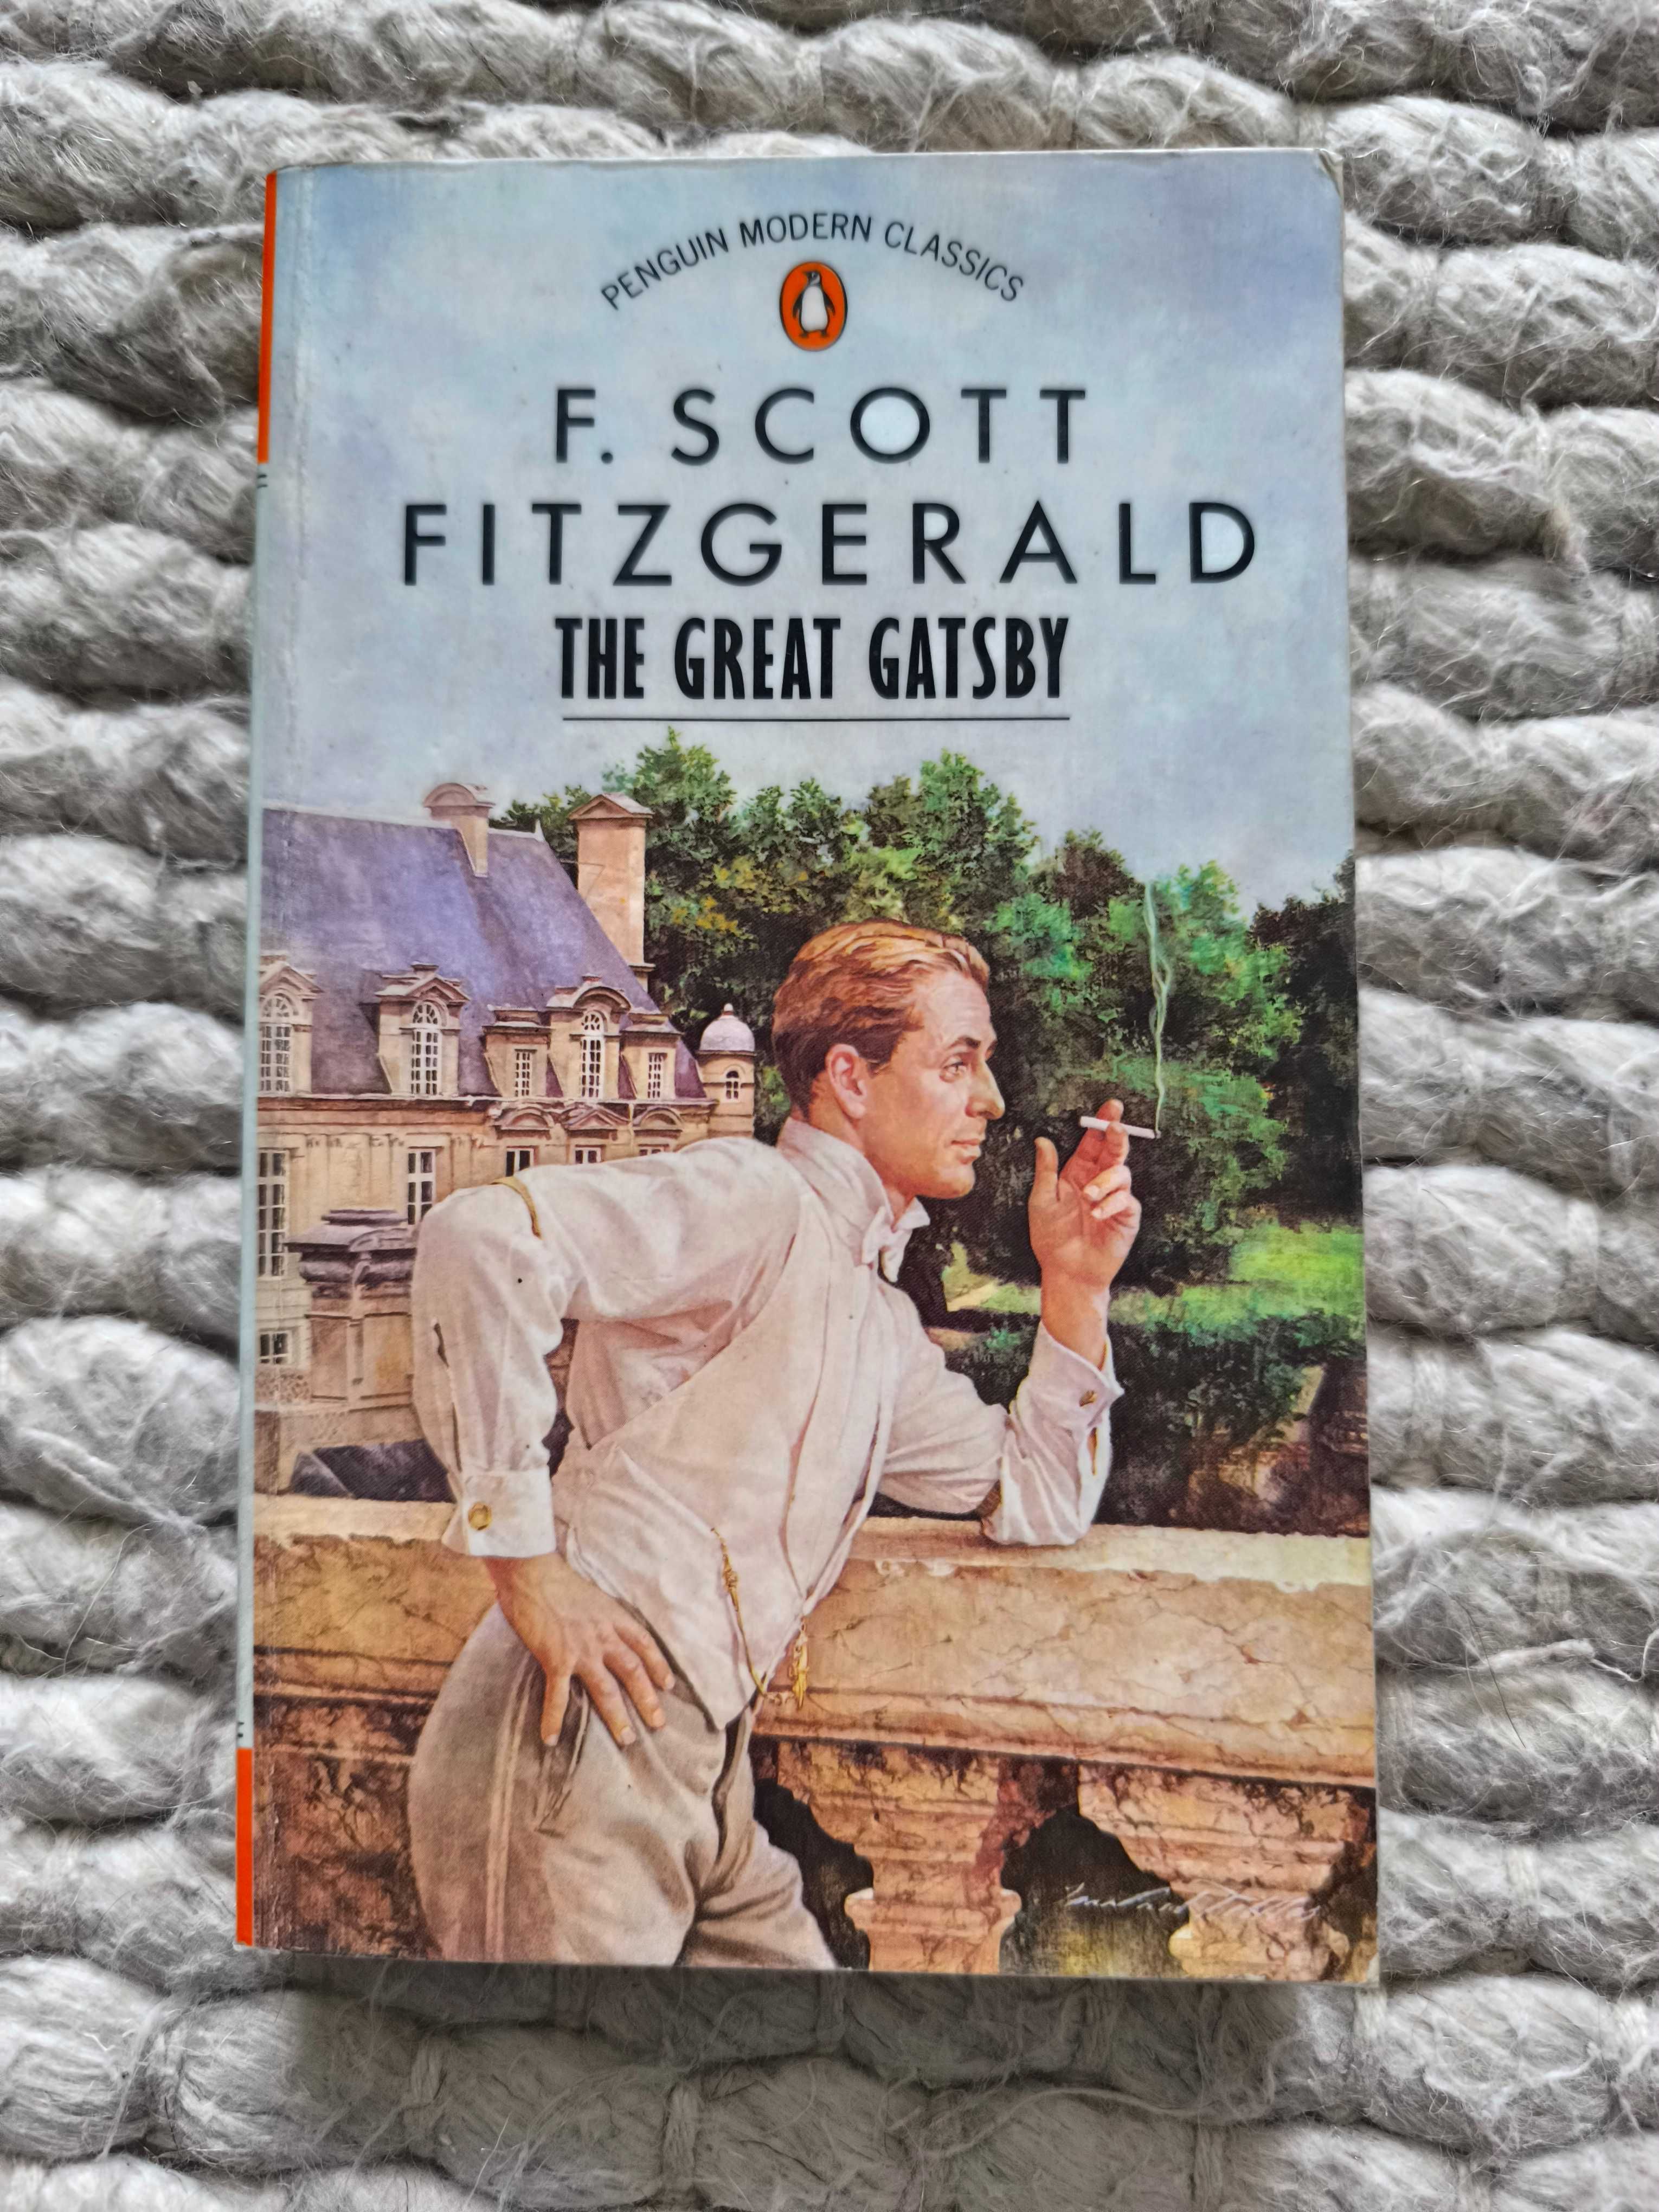 PENGUIN MODERN CLASSICS
F. SCOTT
FITZGERALD
THE GREAT GATSBY